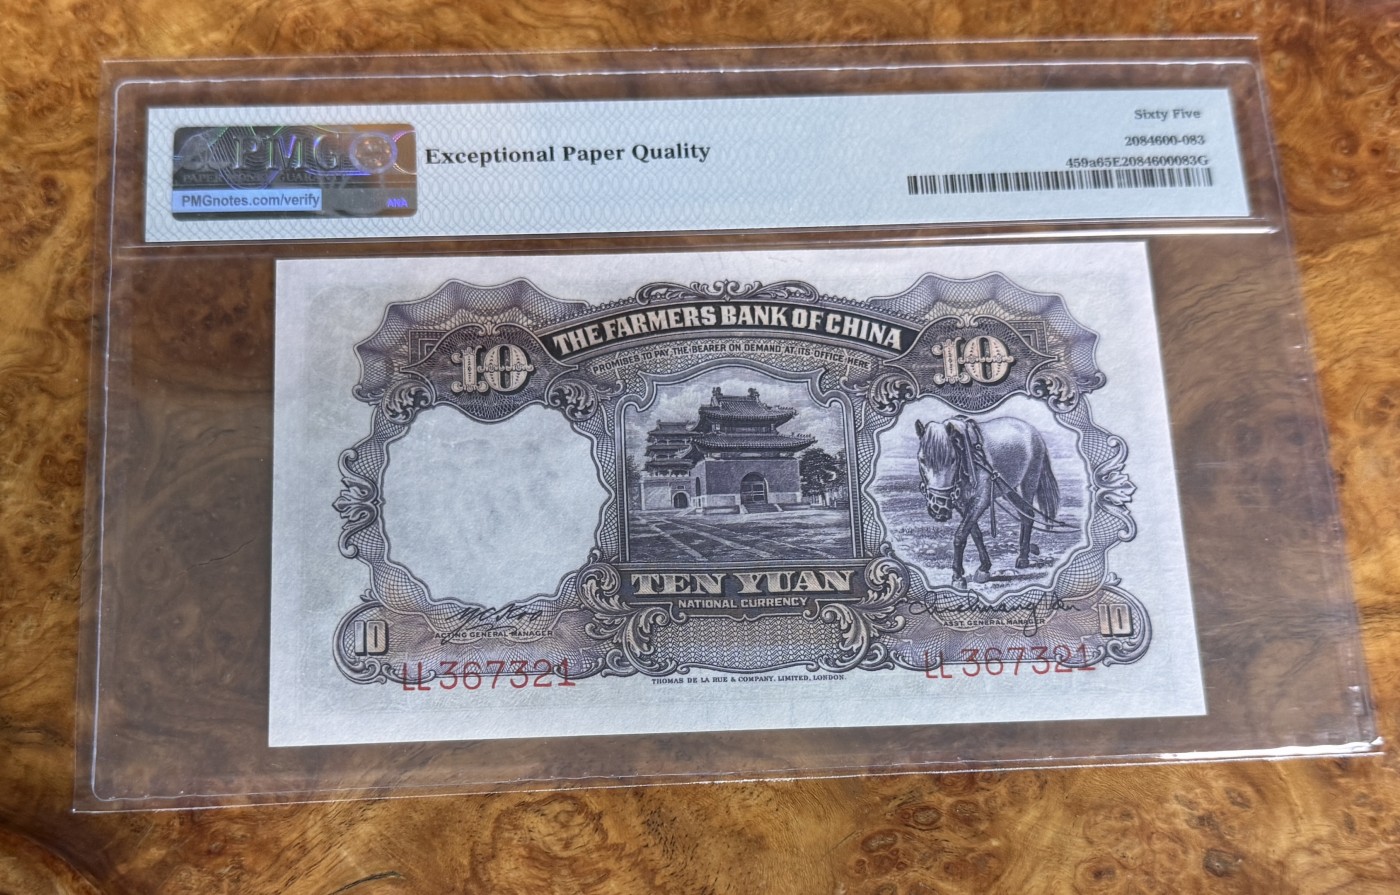 PMG
PMGnotes.com/verify
ANA
Exceptional Paper Quality
Sixty Five
2084600-083
459a65E2084600083G
THE FARMERS BANK OF CHINA
PROMISES TO PAY THE BEARER ON DEMAND AT ITS OFFICE HERE
10
10
TEN YUAN
NATIONAL CURRENCY
ACTING GENERAL MANAGER
ASST. GENERAL MANAGER
10
10
LL 367321
LL 367321
THOMAS DE LA RUE & COMPANY, LIMITED, LONDON.